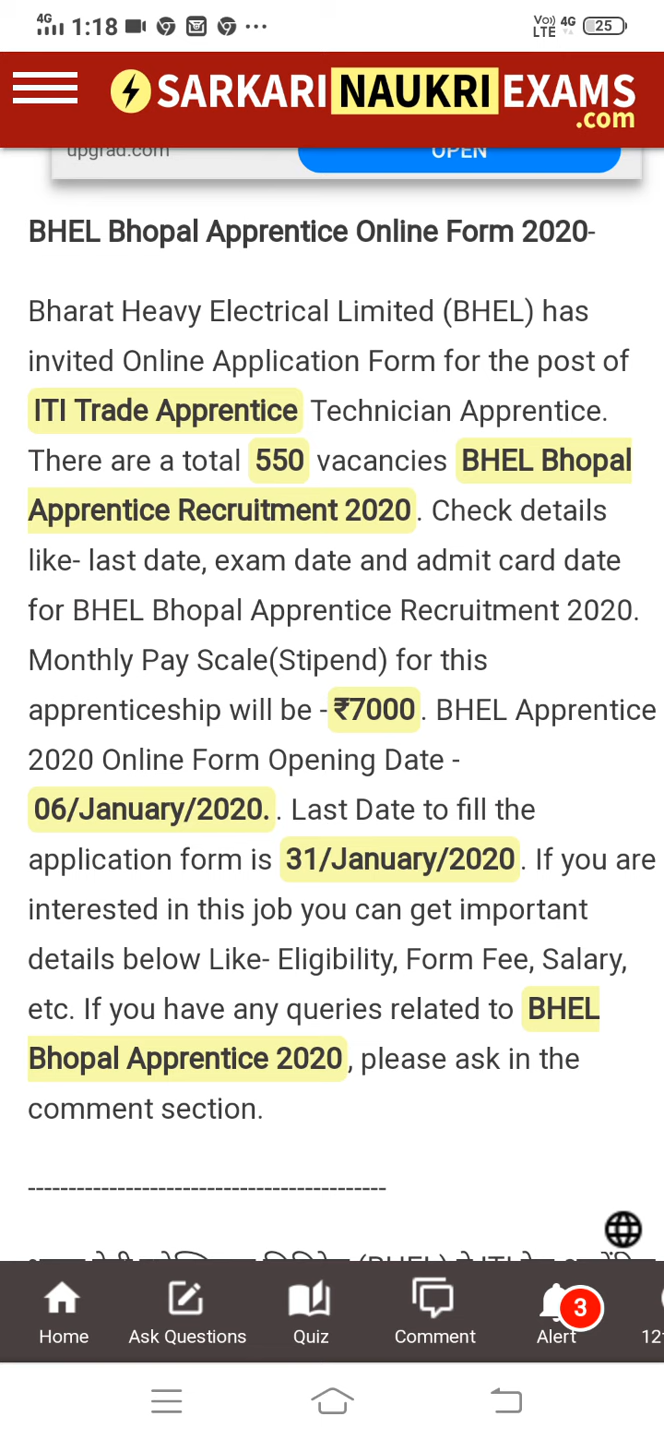 4G 1:18 Vo)) LTE 4G 25
SARKARI NAUKRI EXAMS
.com
upgrad.com OPEN
BHEL Bhopal Apprentice Online Form 2020-
Bharat Heavy Electrical Limited (BHEL) has
invited Online Application Form for the post of
ITI Trade Apprentice Technician Apprentice.
There are a total 550 vacancies BHEL Bhopal
Apprentice Recruitment 2020. Check details
like- last date, exam date and admit card date
for BHEL Bhopal Apprentice Recruitment 2020.
Monthly Pay Scale(Stipend) for this
apprenticeship will be -₹7000. BHEL Apprentice
2020 Online Form Opening Date -
06/January/2020. . Last Date to fill the
application form is 31/January/2020. If you are
interested in this job you can get important
details below Like- Eligibility, Form Fee, Salary,
etc. If you have any queries related to BHEL
Bhopal Apprentice 2020, please ask in the
comment section.
-------------------------------------------
(BHEL) ने ITI
3
Home Ask Questions Quiz Comment Alert 12